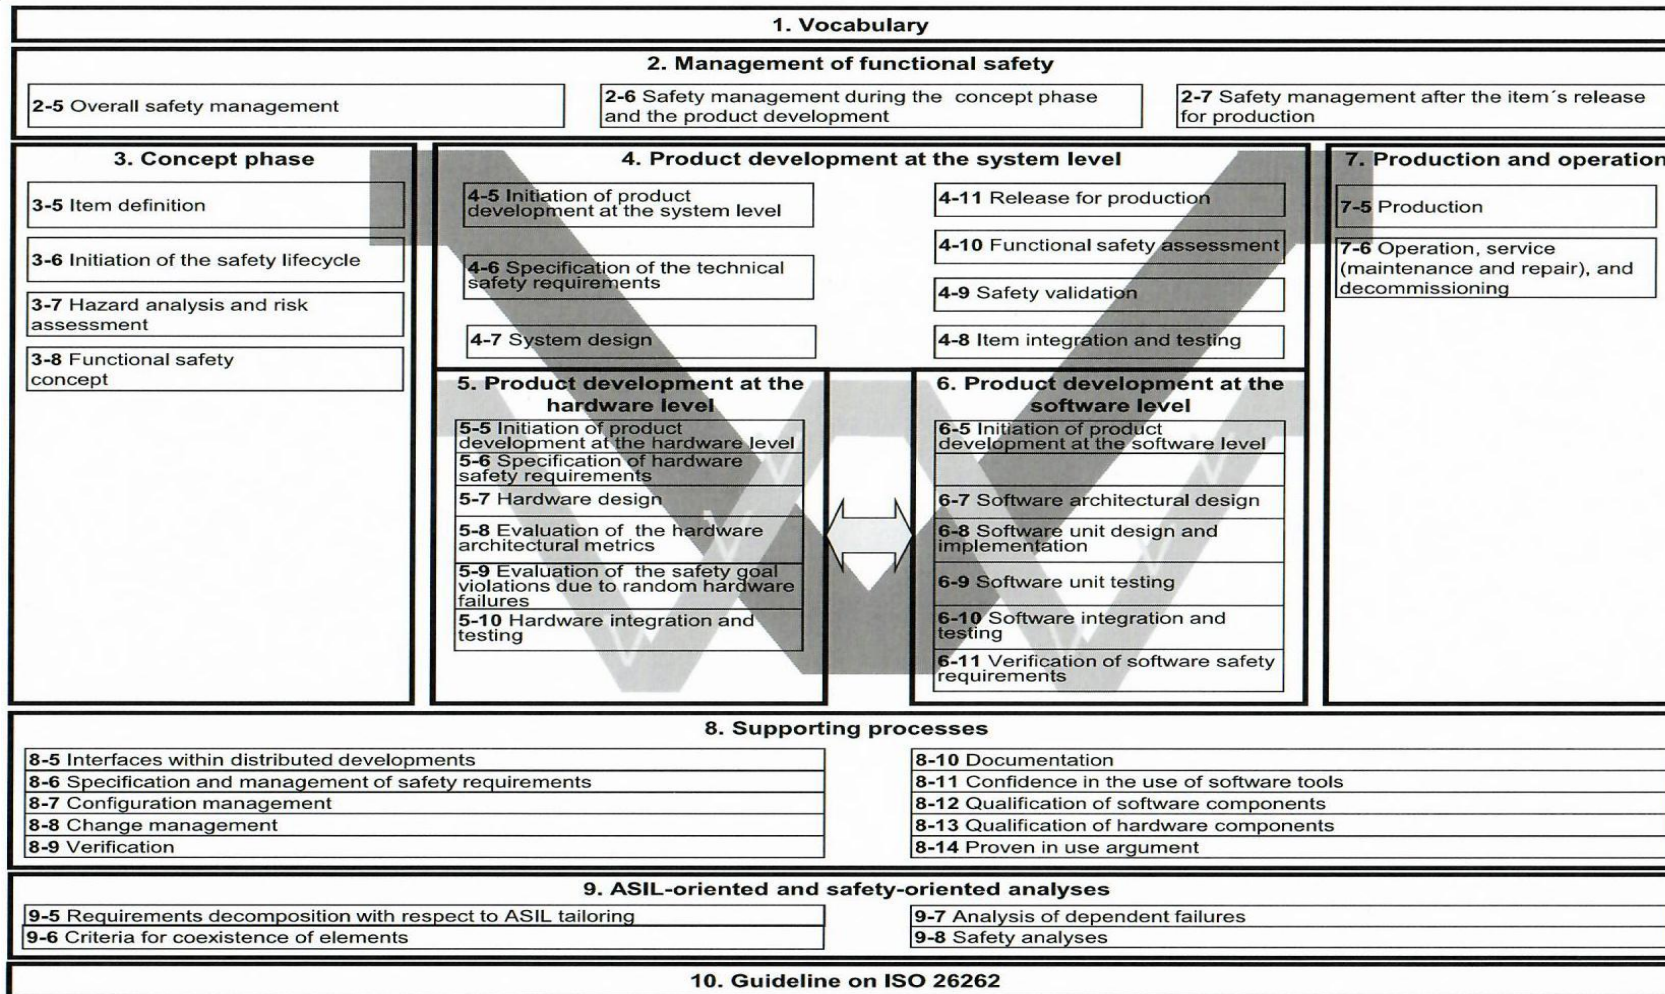 1. Vocabulary
2. Management of functional safety
2-5 Overall safety management
2-6 Safety management during the concept phase
and the product development
2-7 Safety management after the item´s release
for production
3. Concept phase
3-5 Item definition
3-6 Initiation of the safety lifecycle
3-7 Hazard analysis and risk
assessment
3-8 Functional safety
concept
4. Product development at the system level
4-5 Initiation of product
development at the system level
4-6 Specification of the technical
safety requirements
4-7 System design
4-11 Release for production
4-10 Functional safety assessment
4-9 Safety validation
4-8 Item integration and testing
5. Product development at the
hardware level
5-5 Initiation of product
development at the hardware level
5-6 Specification of hardware
safety requirements
5-7 Hardware design
5-8 Evaluation of the hardware
architectural metrics
5-9 Evaluation of the safety goal
violations due to random hardware
failures
5-10 Hardware integration and
testing
6. Product development at the
software level
6-5 Initiation of product
development at the software level
6-7 Software architectural design
6-8 Software unit design and
implementation
6-9 Software unit testing
6-10 Software integration and
testing
6-11 Verification of software safety
requirements
7. Production and operation
7-5 Production
7-6 Operation, service
(maintenance and repair), and
decommissioning
8. Supporting processes
8-5 Interfaces within distributed developments
8-6 Specification and management of safety requirements
8-7 Configuration management
8-8 Change management
8-9 Verification
8-10 Documentation
8-11 Confidence in the use of software tools
8-12 Qualification of software components
8-13 Qualification of hardware components
8-14 Proven in use argument
9. ASIL-oriented and safety-oriented analyses
9-5 Requirements decomposition with respect to ASIL tailoring
9-6 Criteria for coexistence of elements
9-7 Analysis of dependent failures
9-8 Safety analyses
10. Guideline on ISO 26262